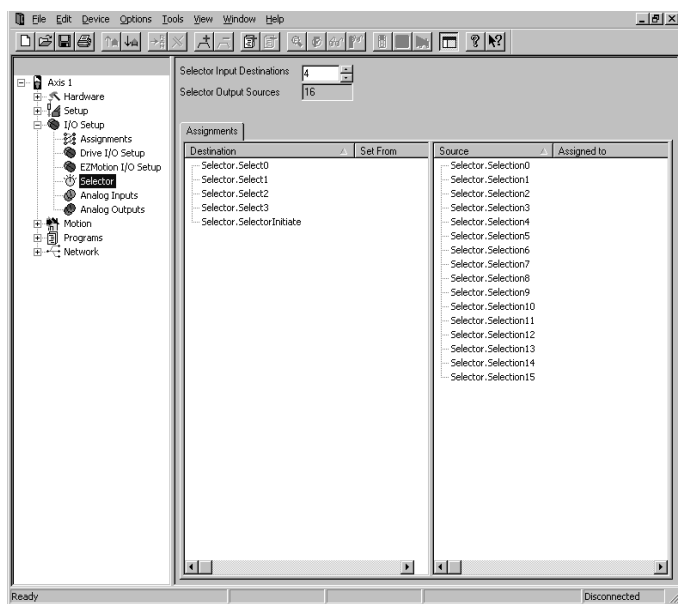 File Edit Device Options Tools View Window Help
Axis 1
Hardware
Setup
I/O Setup
Assignments
Drive I/O Setup
EZMotion I/O Setup
Selector
Analog Inputs
Analog Outputs
Motion
Programs
Network
Selector Input Destinations 4
Selector Output Sources 16
Assignments
Destination Set From
Selector.Select0
Selector.Select1
Selector.Select2
Selector.Select3
Selector.SelectorInitiate
Source Assigned to
Selector.Selection0
Selector.Selection1
Selector.Selection2
Selector.Selection3
Selector.Selection4
Selector.Selection5
Selector.Selection6
Selector.Selection7
Selector.Selection8
Selector.Selection9
Selector.Selection10
Selector.Selection11
Selector.Selection12
Selector.Selection13
Selector.Selection14
Selector.Selection15
Ready Disconnected